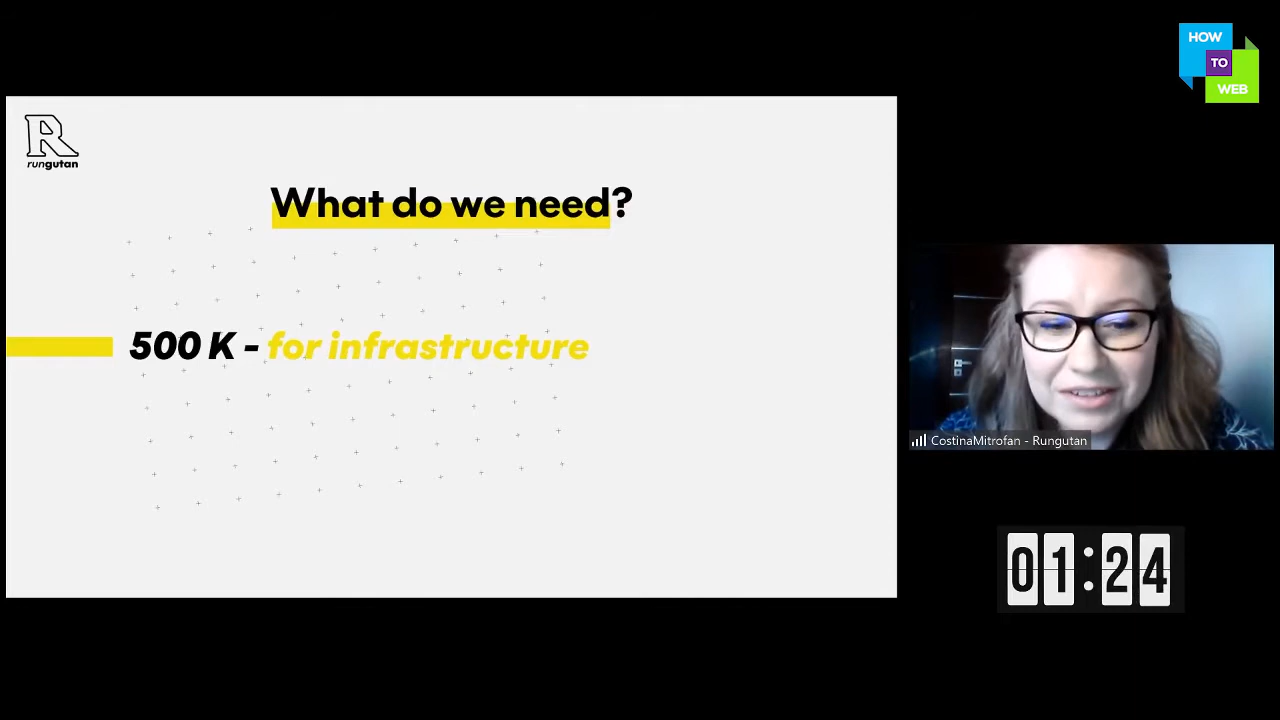 HOW
TO
WEB
R
rungutan
What do we need?
500 K - for infrastructure
CostinaMitrofan - Rungutan
01:24